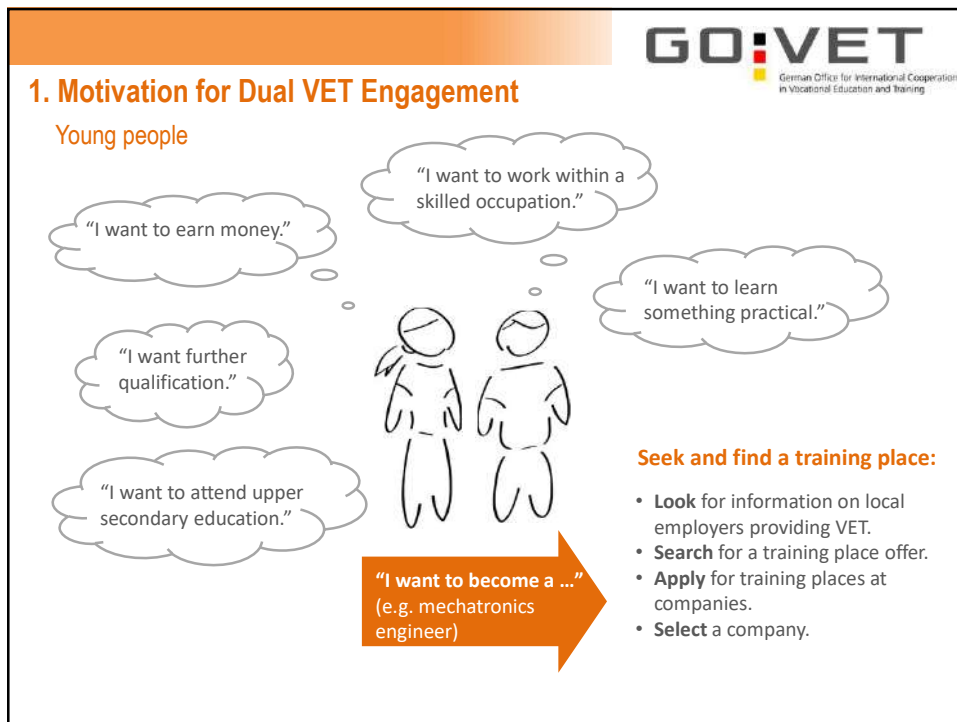 GO:VET
German Office for International Cooperation
in Vocational Education and Training
1. Motivation for Dual VET Engagement
Young people
“I want to work within a
skilled occupation.”
“I want to earn money.”
“I want to learn
something practical.”
“I want further
qualification.”
“I want to attend upper
secondary education.”
“I want to become a …”
(e.g. mechatronics
engineer)
Seek and find a training place:
• Look for information on local
employers providing VET.
• Search for a training place offer.
• Apply for training places at
companies.
• Select a company.